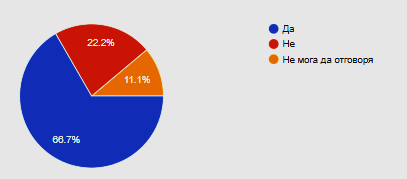 22.2%
11.1%
66.7%
Да
Не
Не мога да отговоря